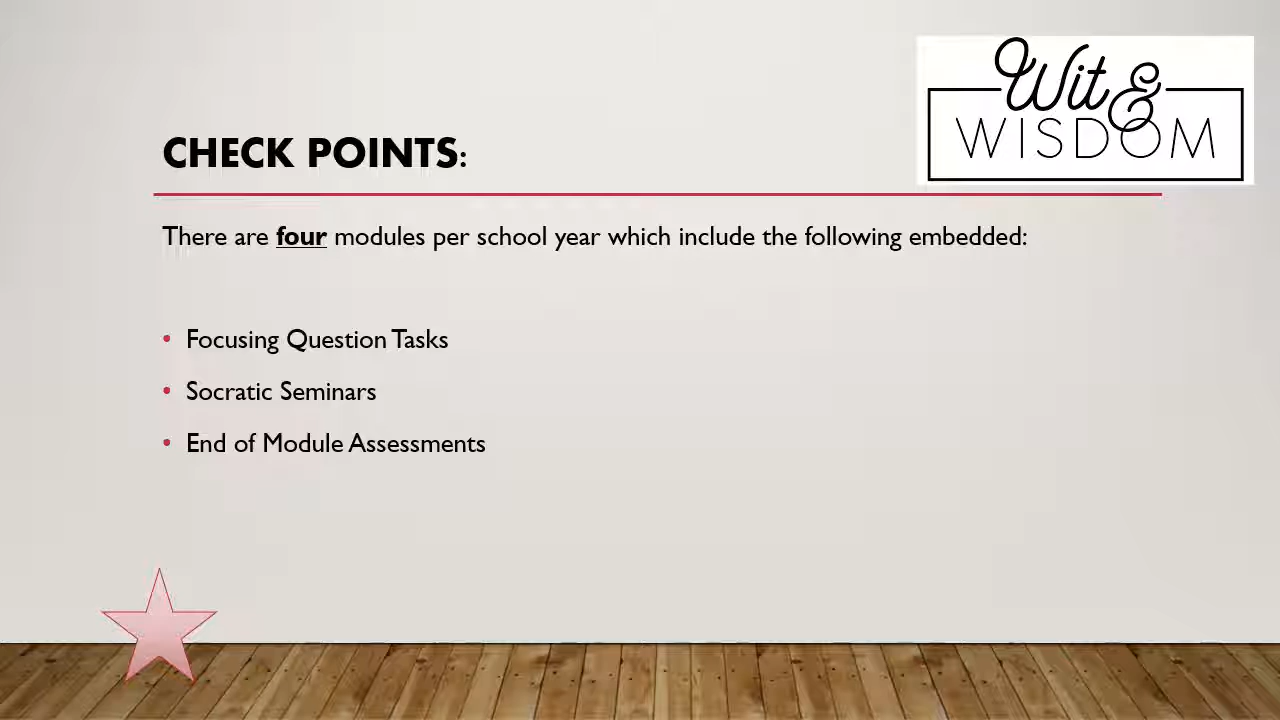 Wit &
WISDOM
CHECK POINTS:
There are four modules per school year which include the following embedded:
• Focusing Question Tasks
• Socratic Seminars
• End of Module Assessments